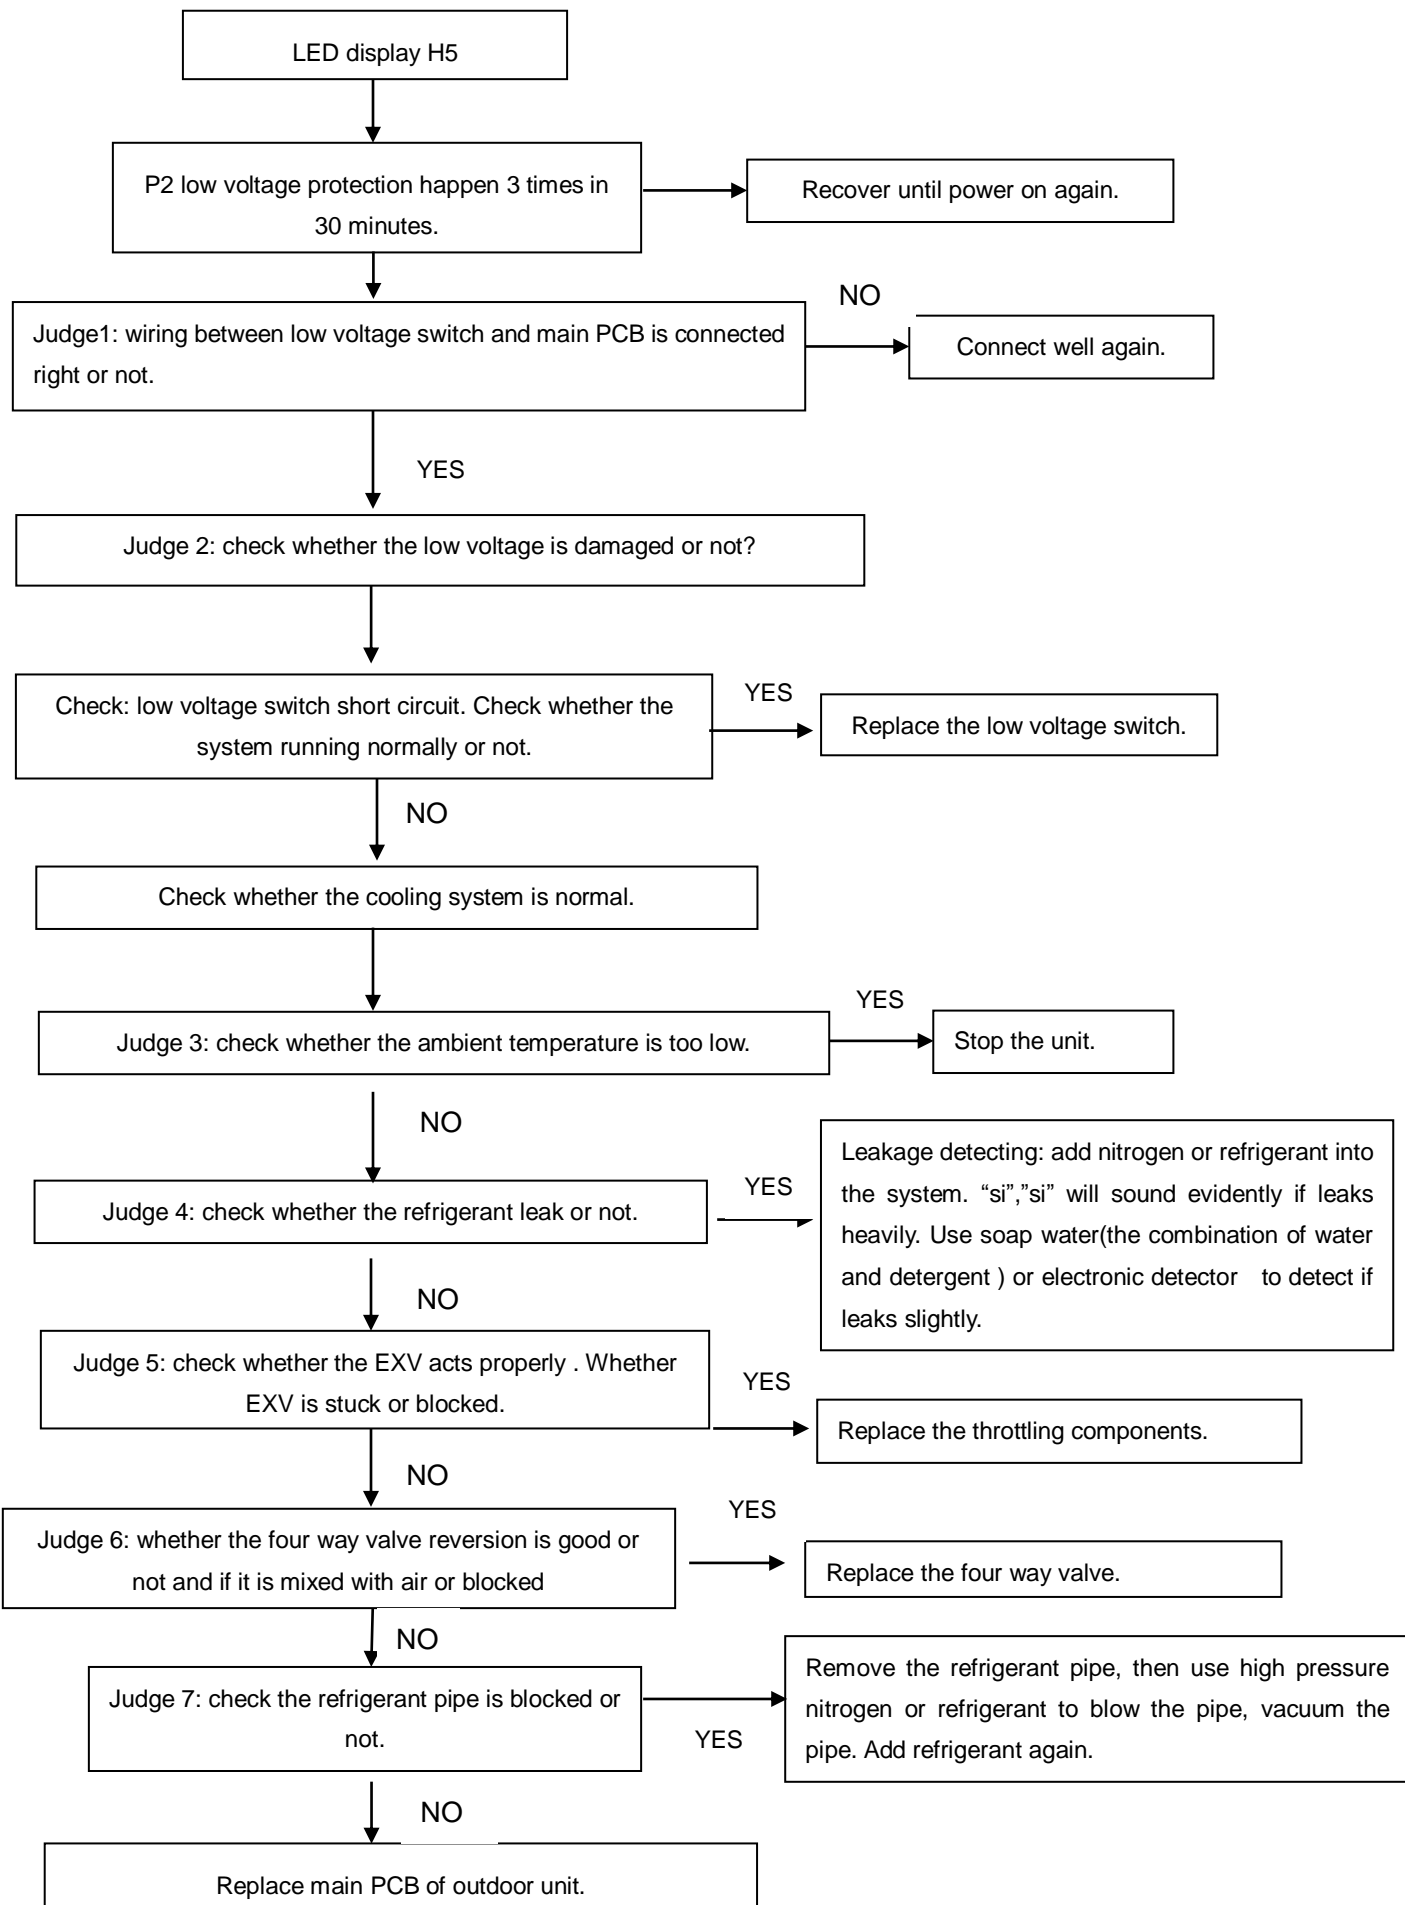 LED display H5
P2 low voltage protection happen 3 times in
30 minutes.
Recover until power on again.
NO
Judge1: wiring between low voltage switch and main PCB is connected
right or not.
Connect well again.
YES
Judge 2: check whether the low voltage is damaged or not?
Check: low voltage switch short circuit. Check whether the
system running normally or not.
YES
Replace the low voltage switch.
NO
Check whether the cooling system is normal.
YES
Judge 3: check whether the ambient temperature is too low.
Stop the unit.
NO
Judge 4: check whether the refrigerant leak or not.
YES
Leakage detecting: add nitrogen or refrigerant into
the system. “si”,”si” will sound evidently if leaks
heavily. Use soap water(the combination of water
and detergent ) or electronic detector to detect if
leaks slightly.
NO
Judge 5: check whether the EXV acts properly . Whether
EXV is stuck or blocked.
YES
Replace the throttling components.
NO
YES
Judge 6: whether the four way valve reversion is good or
not and if it is mixed with air or blocked
Replace the four way valve.
NO
Judge 7: check the refrigerant pipe is blocked or
not.
YES
Remove the refrigerant pipe, then use high pressure
nitrogen or refrigerant to blow the pipe, vacuum the
pipe. Add refrigerant again.
NO
Replace main PCB of outdoor unit.